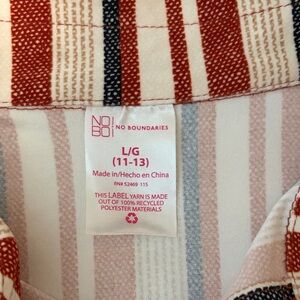 NO!
BO!
NO BOUNDARIES
L/G
(11-13)
Made in/Hecho en China
RN# 52469 115
THIS LABEL YARN IS MADE
OUT OF 100% RECYCLED
POLYESTER MATERIALS